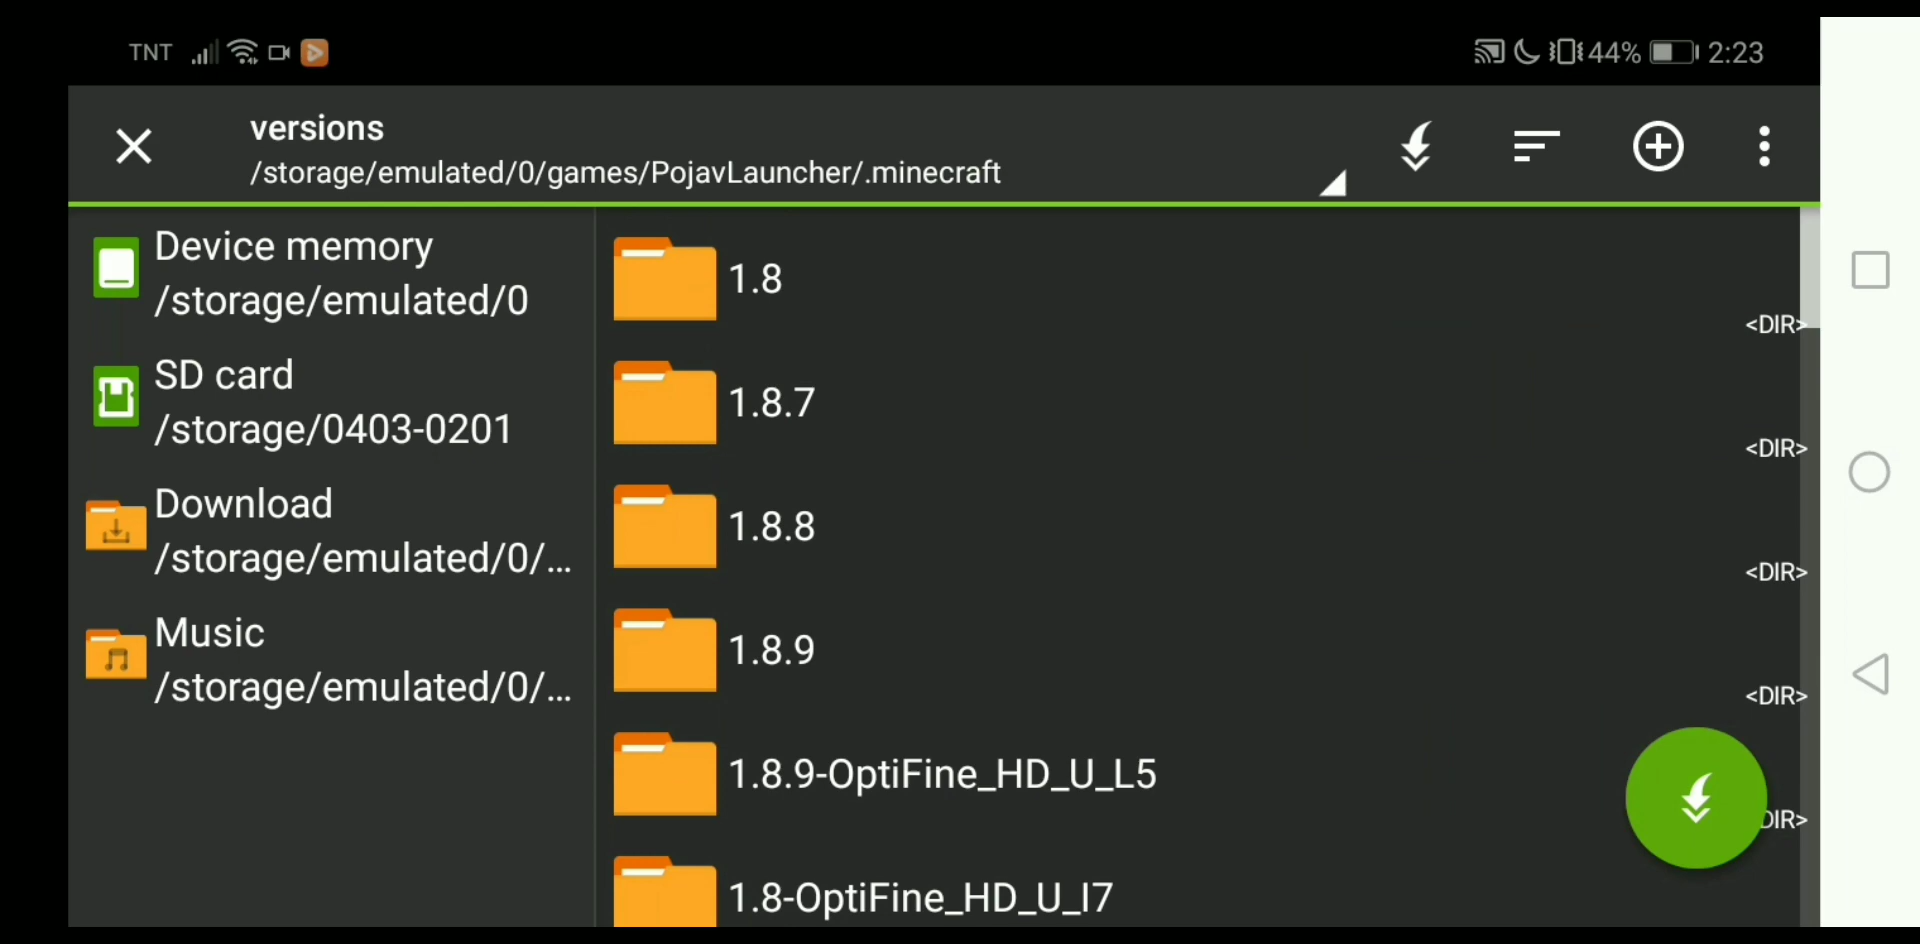 TNT
44% 2:23
versions
/storage/emulated/0/games/PojavLauncher/.minecraft
Device memory
/storage/emulated/0
SD card
/storage/0403-0201
Download
/storage/emulated/0/...
Music
/storage/emulated/0/...
1.8
<DIR>
1.8.7
<DIR>
1.8.8
<DIR>
1.8.9
<DIR>
1.8.9-OptiFine_HD_U_L5
DIR>
1.8-OptiFine_HD_U_I7